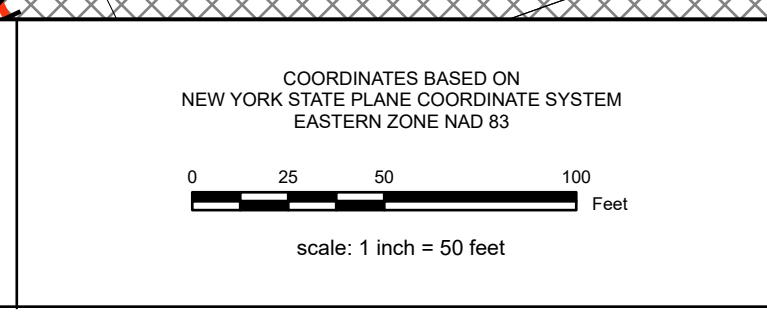 COORDINATES BASED ON
NEW YORK STATE PLANE COORDINATE SYSTEM
EASTERN ZONE NAD 83
0 25 50 100
Feet
scale: 1 inch = 50 feet